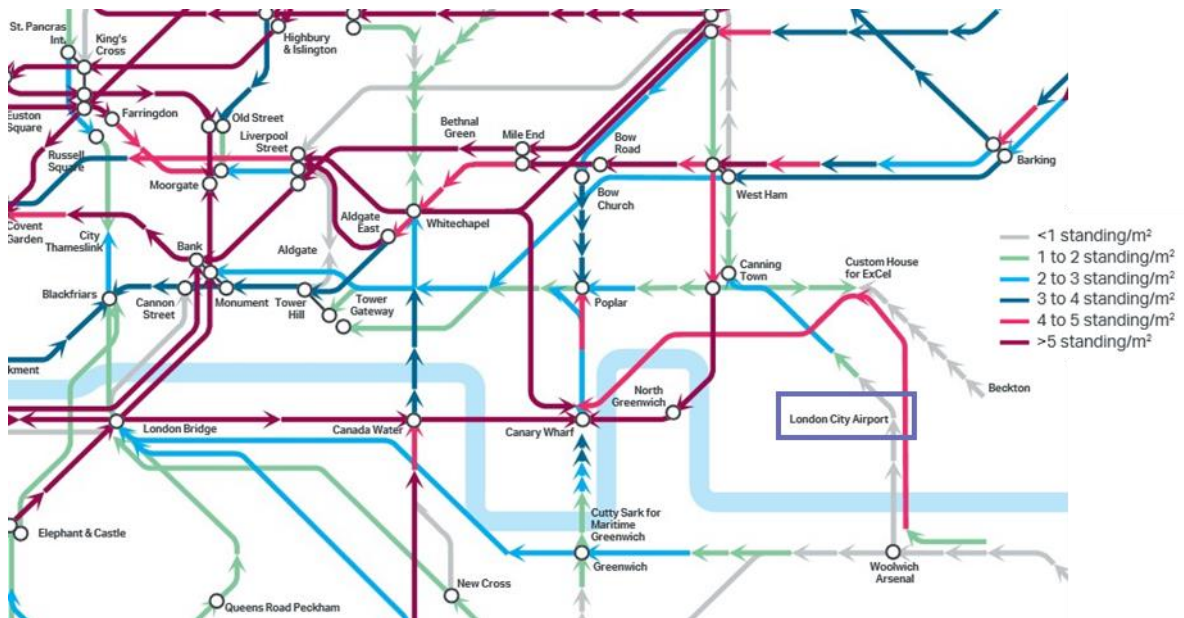 St. Pancras
Int.
King's
Cross
Highbury
& Islington
Farringdon
Old Street
Euston
Square
Liverpool
Street
Bethnal
Green
Mile End
Bow
Road
Russell
Square
Moorgate
Barking
Bow
Church
West Ham
Covent
Garden
City
Thameslink
Aldgate
East
Whitechapel
Bank
Aldgate
Canning
Town
Custom House
for ExCel
Blackfriars
Cannon
Street
Monument
Tower
Hill
Tower
Gateway
Poplar
kment
<1 standing/m²
1 to 2 standing/m²
2 to 3 standing/m²
3 to 4 standing/m²
4 to 5 standing/m²
>5 standing/m²
North
Greenwich
Beckton
London Bridge
Canada Water
Canary Wharf
London City Airport
Elephant & Castle
Cutty Sark for
Maritime
Greenwich
Greenwich
Woolwich
Arsenal
New Cross
Queens Road Peckham